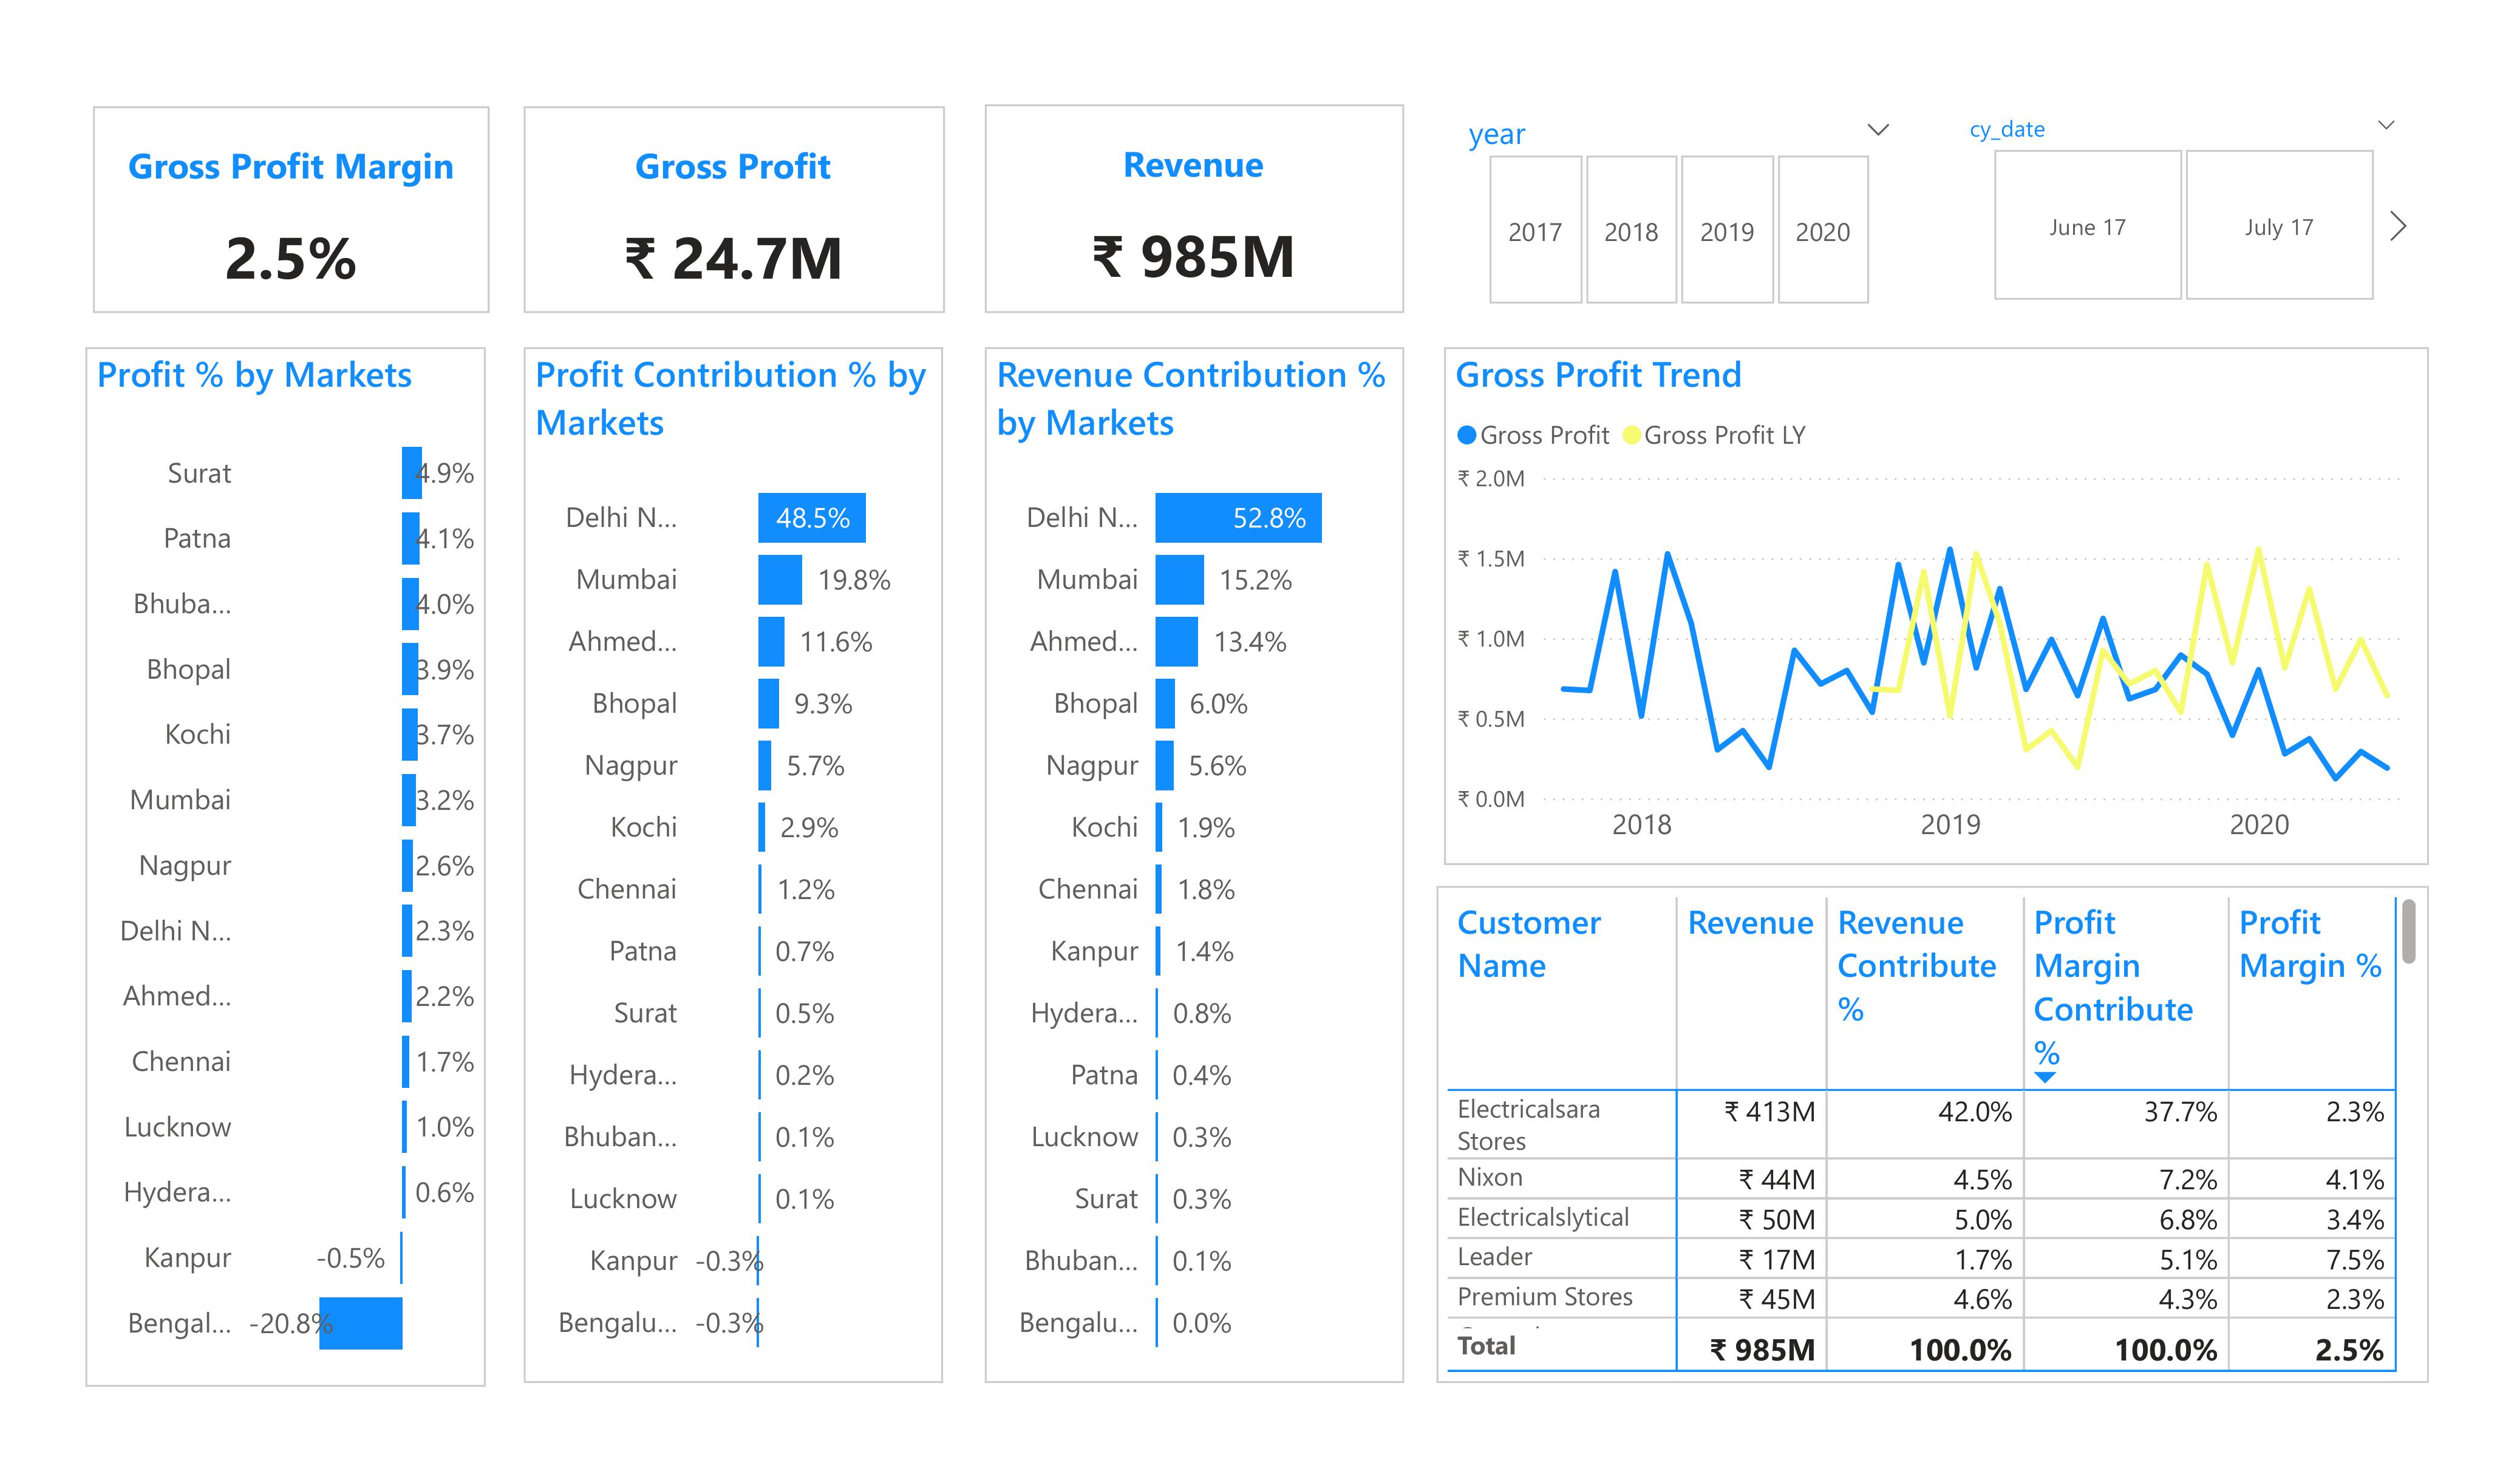 Gross Profit Margin
2.5%
Gross Profit
₹ 24.7M
Revenue
₹ 985M
year
2017 2018 2019 2020
cy_date
June 17 July 17
Profit % by Markets
Surat 4.9%
Patna 4.1%
Bhuba... 4.0%
Bhopal 3.9%
Kochi 3.7%
Mumbai 3.2%
Nagpur 2.6%
Delhi N... 2.3%
Ahmed... 2.2%
Chennai 1.7%
Lucknow 1.0%
Hydera... 0.6%
Kanpur -0.5%
Bengal... -20.8%
Profit Contribution % by
Markets
Delhi N... 48.5%
Mumbai 19.8%
Ahmed... 11.6%
Bhopal 9.3%
Nagpur 5.7%
Kochi 2.9%
Chennai 1.2%
Patna 0.7%
Surat 0.5%
Hydera... 0.2%
Bhuban... 0.1%
Lucknow 0.1%
Kanpur -0.3%
Bengalu... -0.3%
Revenue Contribution %
by Markets
Delhi N... 52.8%
Mumbai 15.2%
Ahmed... 13.4%
Bhopal 6.0%
Nagpur 5.6%
Kochi 1.9%
Chennai 1.8%
Kanpur 1.4%
Hydera... 0.8%
Patna 0.4%
Lucknow 0.3%
Surat 0.3%
Bhuban... 0.1%
Bengalu... 0.0%
Gross Profit Trend
Gross Profit Gross Profit LY
₹ 2.0M
₹ 1.5M
₹ 1.0M
₹ 0.5M
₹ 0.0M
2018 2019 2020
Customer Revenue Revenue Profit Profit
Name Contribute Margin Margin %
% Contribute
%
Electricalsara ₹ 413M 42.0% 37.7% 2.3%
Stores
Nixon ₹ 44M 4.5% 7.2% 4.1%
Electricalslytical ₹ 50M 5.0% 6.8% 3.4%
Leader ₹ 17M 1.7% 5.1% 7.5%
Premium Stores ₹ 45M 4.6% 4.3% 2.3%
Total ₹ 985M 100.0% 100.0% 2.5%